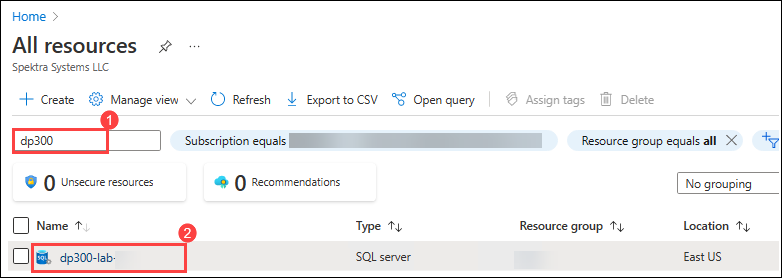 Home
All resources
Spektra Systems LLC
Create Manage view Refresh Export to CSV Open query Assign tags Delete
1
dp300 Subscription equals Resource group equals all
0 Unsecure resources 0 Recommendations
No grouping
Name Type Resource group Location
2
SQL dp300-lab- SQL server East US